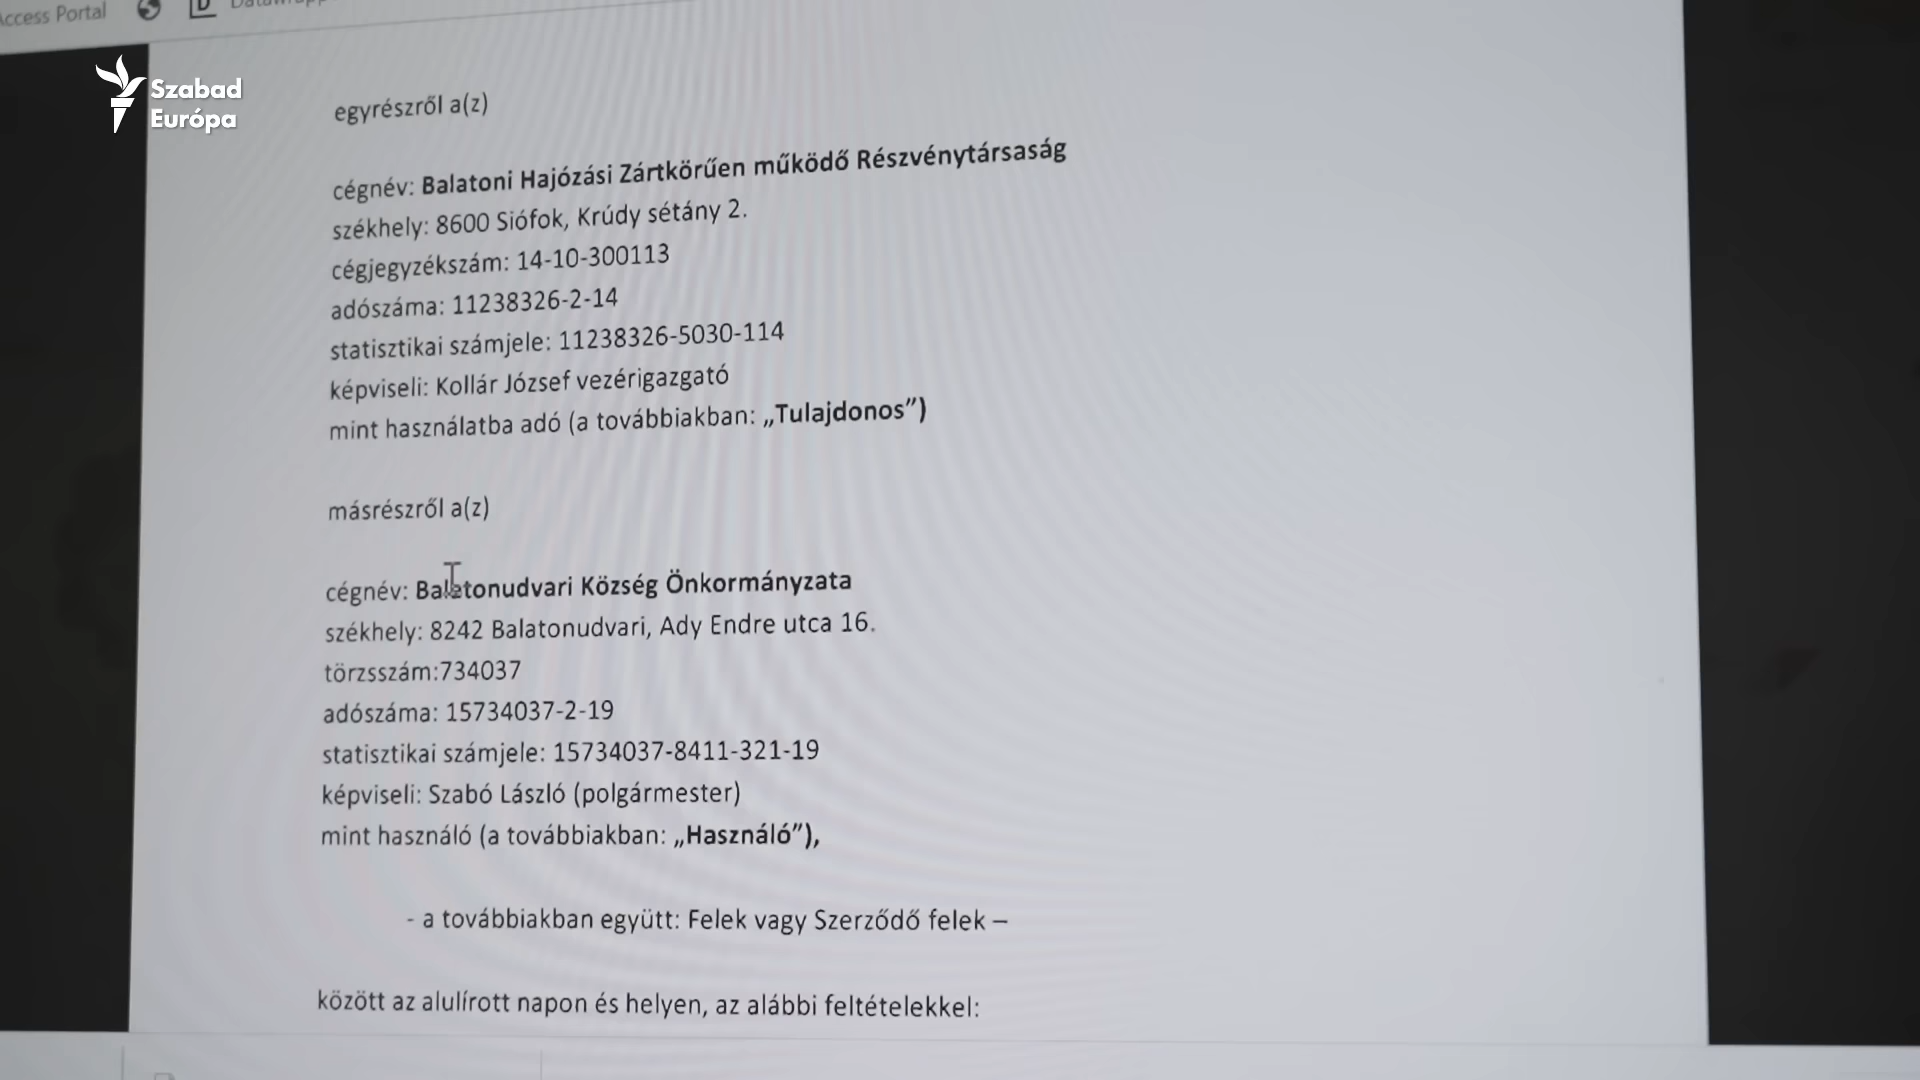 Access Portal
Szabad
Európa
egyrészről a(z)
cégnév: Balatoni Hajózási Zártkörűen működő Részvénytársaság
székhely: 8600 Siófok, Krúdy sétány 2.
cégjegyzékszám: 14-10-300113
adószáma: 11238326-2-14
statisztikai számjele: 11238326-5030-114
képviseli: Kollár József vezérigazgató
mint használatba adó (a továbbiakban: „Tulajdonos”)
másrészről a(z)
cégnév: Balatonudvari Község Önkormányzata
székhely: 8242 Balatonudvari, Ady Endre utca 16.
törzsszám:734037
adószáma: 15734037-2-19
statisztikai számjele: 15734037-8411-321-19
képviseli: Szabó László (polgármester)
mint használó (a továbbiakban: „Használó”),
- a továbbiakban együtt: Felek vagy Szerződő felek –
között az alulírott napon és helyen, az alábbi feltételekkel: